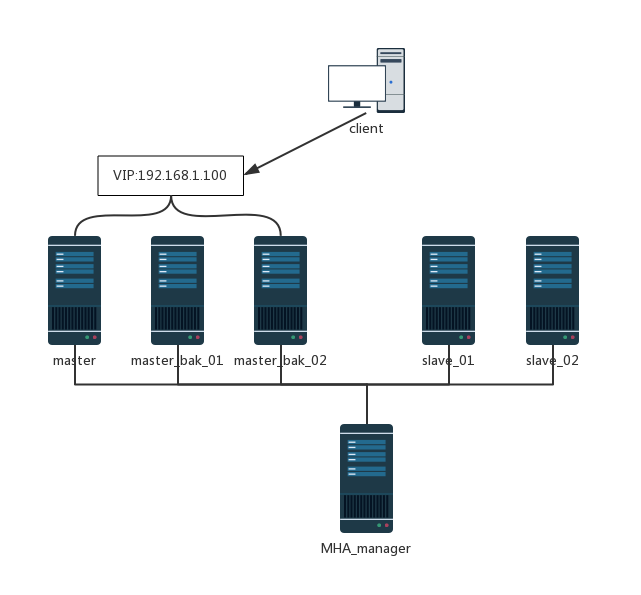 client
VIP:192.168.1.100
master
master_bak_01
master_bak_02
slave_01
slave_02
MHA_manager